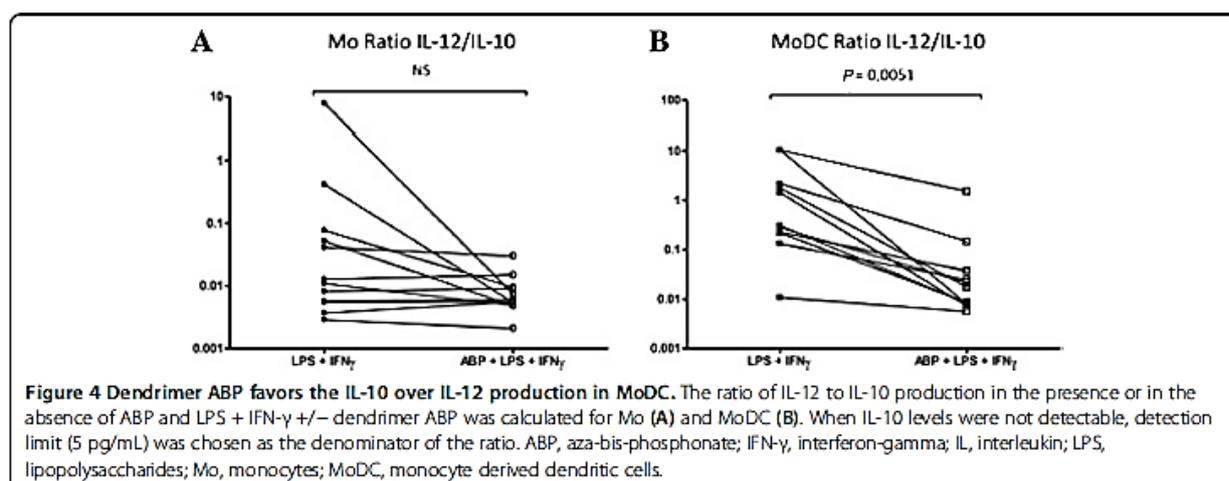 A
Mo Ratio IL-12/IL-10
NS
10
1
0.1
0.01
0.001
LPS + IFNγ
ABP + LPS + IFNγ
B
MoDC Ratio IL-12/IL-10
P = 0,0051
100
10
1
0.1
0.01
0.001
LPS + IFNγ
ABP + LPS + IFNγ
Figure 4 Dendrimer ABP favors the IL-10 over IL-12 production in MoDC. The ratio of IL-12 to IL-10 production in the presence or in the
absence of ABP and LPS + IFN-γ +/− dendrimer ABP was calculated for Mo (A) and MoDC (B). When IL-10 levels were not detectable, detection
limit (5 pg/mL) was chosen as the denominator of the ratio. ABP, aza-bis-phosphonate; IFN-γ, interferon-gamma; IL, interleukin; LPS,
lipopolysaccharides; Mo, monocytes; MoDC, monocyte derived dendritic cells.